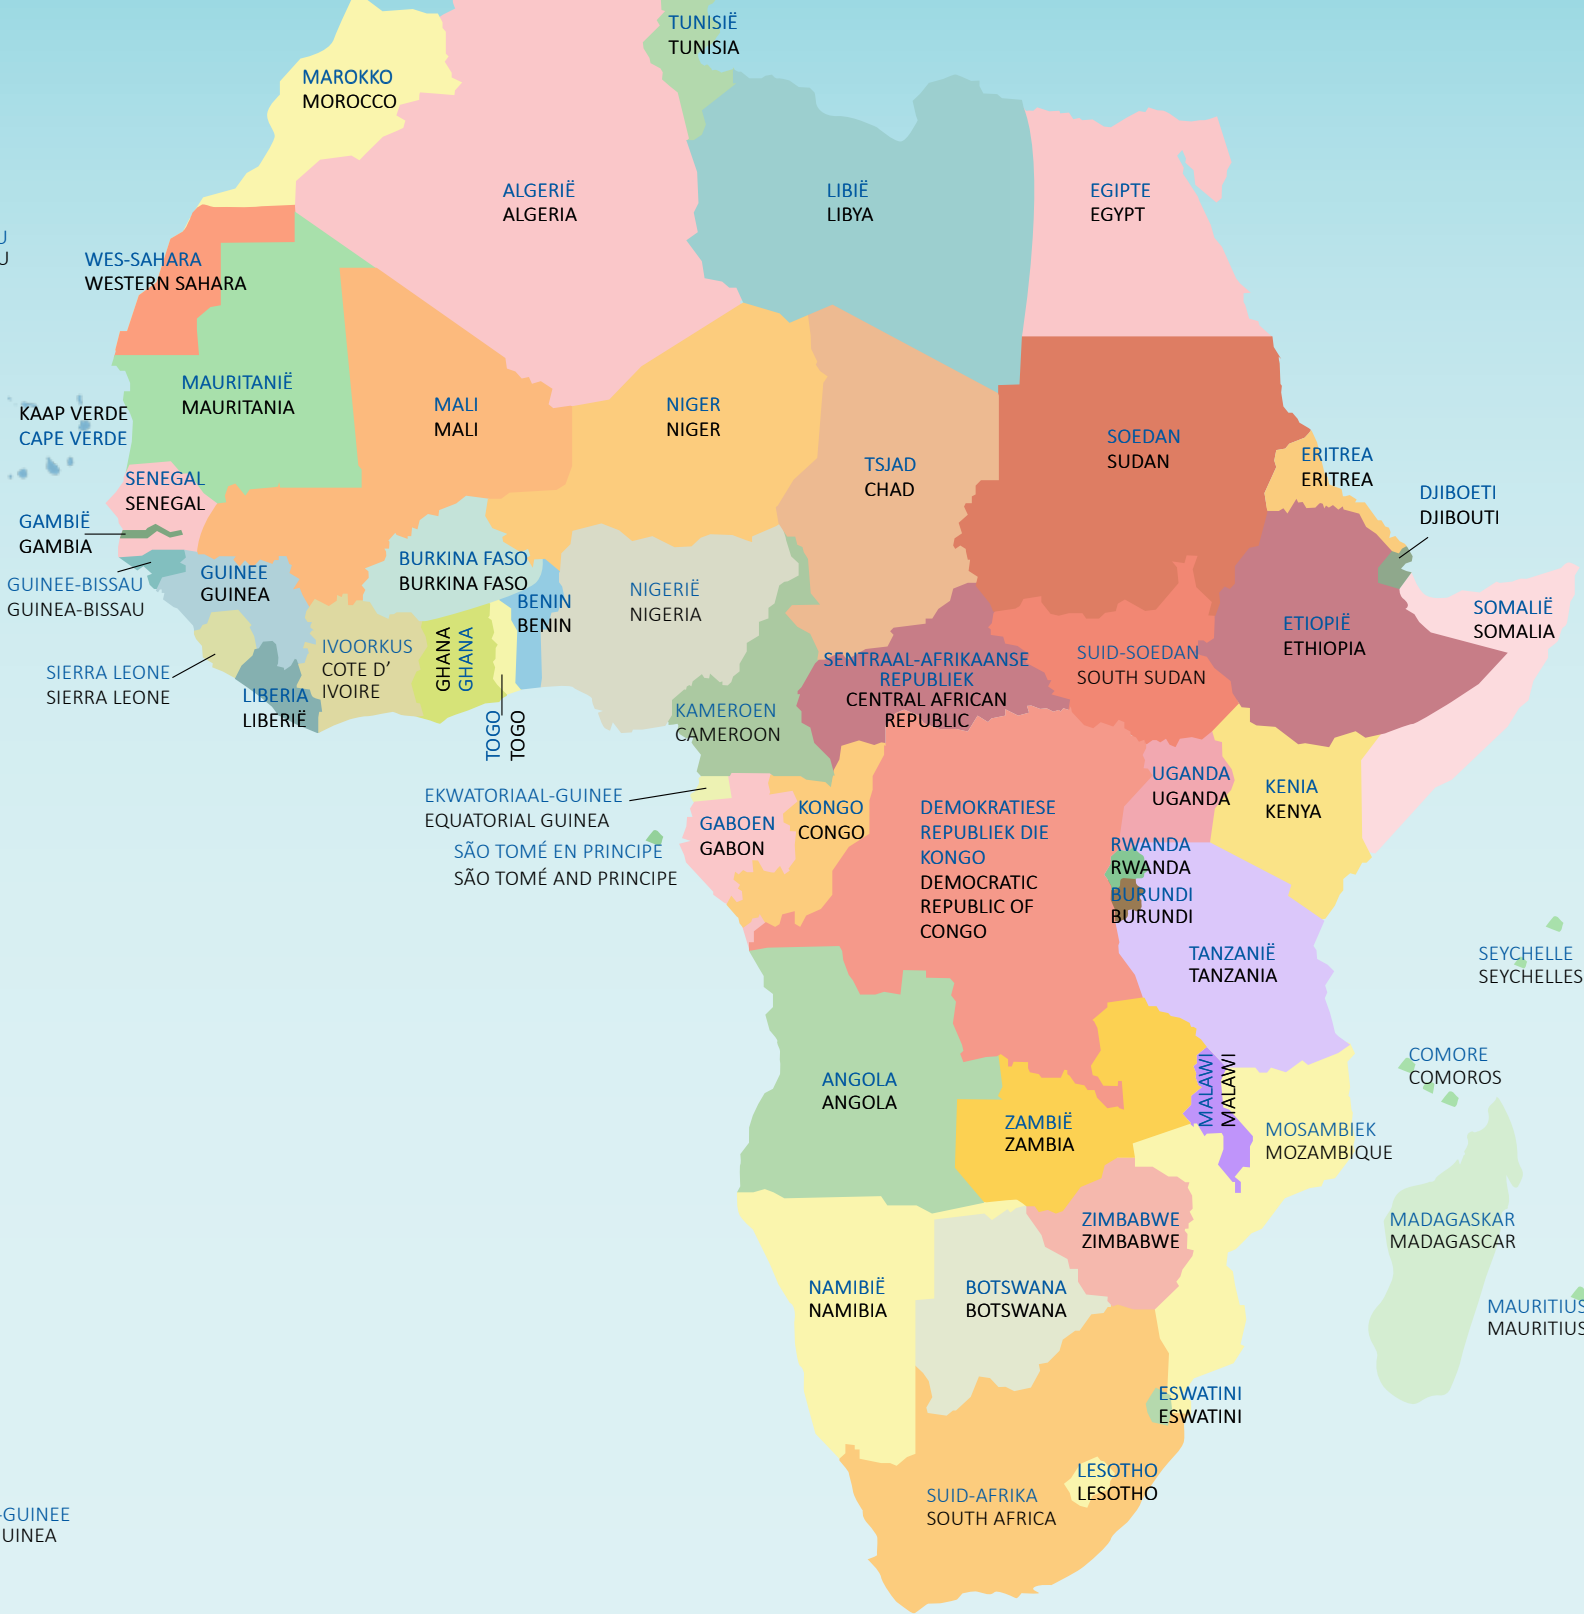 TUNISIË
TUNISIA
MAROKKO
MOROCCO
ALGERIË
ALGERIA
LIBIË
LIBYA
EGIPTE
EGYPT
U
U
WES-SAHARA
WESTERN SAHARA
MAURITANIË
MAURITANIA
MALI
MALI
NIGER
NIGER
KAAP VERDE
CAPE VERDE
TSJAD
CHAD
SOEDAN
SUDAN
ERITREA
ERITREA
DJIBOETI
DJIBOUTI
SENEGAL
SENEGAL
GAMBIË
GAMBIA
GUINEE-BISSAU
GUINEA-BISSAU
GUINEE
GUINEA
BURKINA FASO
BURKINA FASO
BENIN
BENIN
NIGERIË
NIGERIA
ETIOPIË
ETHIOPIA
SOMALIË
SOMALIA
SIERRA LEONE
SIERRA LEONE
LIBERIA
LIBERIË
IVOORKUS
COTE D’
IVOIRE
GHANA
GHANA
TOGO
TOGO
KAMEROEN
CAMEROON
SENTRAAL-AFRIKAANSE
REPUBLIEK
CENTRAL AFRICAN
REPUBLIC
SUID-SOEDAN
SOUTH SUDAN
EKWATORIAAL-GUINEE
EQUATORIAL GUINEA
SÃO TOMÉ EN PRINCIPE
SÃO TOMÉ AND PRINCIPE
GABOEN
GABON
KONGO
CONGO
DEMOKRATIESE
REPUBLIEK DIE
KONGO
DEMOCRATIC
REPUBLIC OF
CONGO
UGANDA
UGANDA
KENIA
KENYA
RWANDA
RWANDA
BURUNDI
BURUNDI
TANZANIË
TANZANIA
SEYCHELLE
SEYCHELLES
COMORE
COMOROS
ANGOLA
ANGOLA
ZAMBIË
ZAMBIA
MALAWI
MALAWI
MOSAMBIEK
MOZAMBIQUE
ZIMBABWE
ZIMBABWE
MADAGASKAR
MADAGASCAR
NAMIBIË
NAMIBIA
BOTSWANA
BOTSWANA
MAURITIUS
MAURITIUS
ESWATINI
ESWATINI
LESOTHO
LESOTHO
SUID-AFRIKA
SOUTH AFRICA
-GUINEE
UINEA